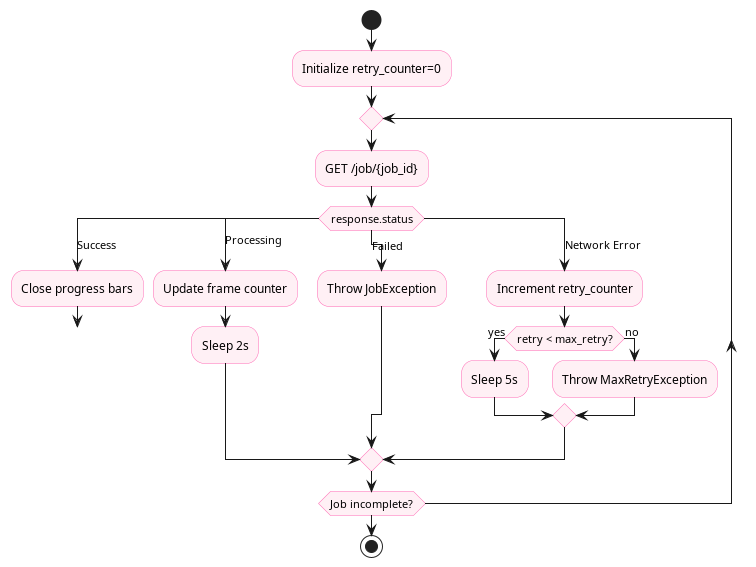 Initialize retry_counter=0
GET /job/{job_id}
response.status
Success
Processing
Failed
Network Error
Close progress bars
Update frame counter
Throw JobException
Increment retry_counter
Sleep 2s
yes
retry < max_retry?
no
Sleep 5s
Throw MaxRetryException
Job incomplete?